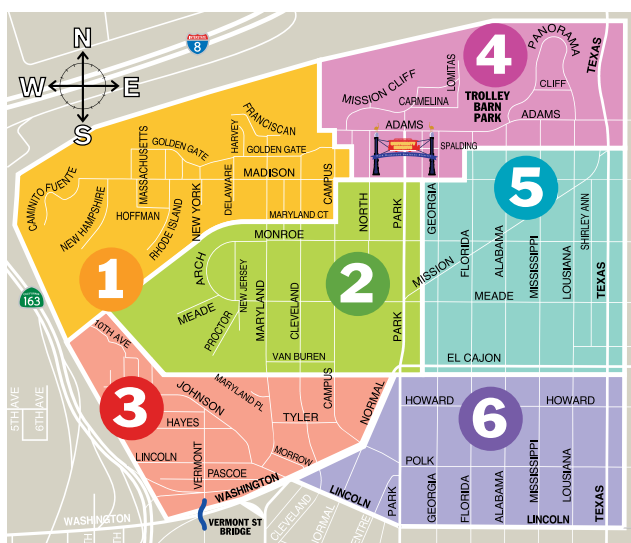 N
W
E
S
INTERSTATE
8
163
4
TROLLEY
BARN
PARK
PANORAMA
TEXAS
LOMITAS
CLIFF
MISSION CLIFF
CARMELINA
ADAMS
ADAMS
SPALDING
FRANCISCAN
HARVEY
MASSACHUSETTS
GOLDEN GATE
GOLDEN GATE
MADISON
DELAWARE
CAMPUS
CAMINITO FUENTE
NEW HAMPSHIRE
HOFFMAN
RHODE ISLAND
NEW YORK
MARYLAND CT
1
NORTH
PARK
GEORGIA
MONROE
ARCH
2
NEW JERSEY
MARYLAND
CLEVELAND
MEADE
PROCTOR
PARK
VAN BUREN
5
SHIRLEY ANN
FLORIDA
ALABAMA
MISSISSIPPI
LOUSIANA
TEXAS
MISSION
MEADE
EL CAJON
10TH AVE
3
JOHNSON
MARYLAND PL
CAMPUS
NORMAL
HAYES
TYLER
LINCOLN
VERMONT
PASCOE
MORROW
WASHINGTON
6
HOWARD
HOWARD
POLK
PARK
GEORGIA
FLORIDA
ALABAMA
MISSISSIPPI
LOUSIANA
TEXAS
LINCOLN
LINCOLN
5TH AVE
6TH AVE
WASHINGTON
VERMONT ST
BRIDGE
CLEVELAND
NORMAL
CENTRE